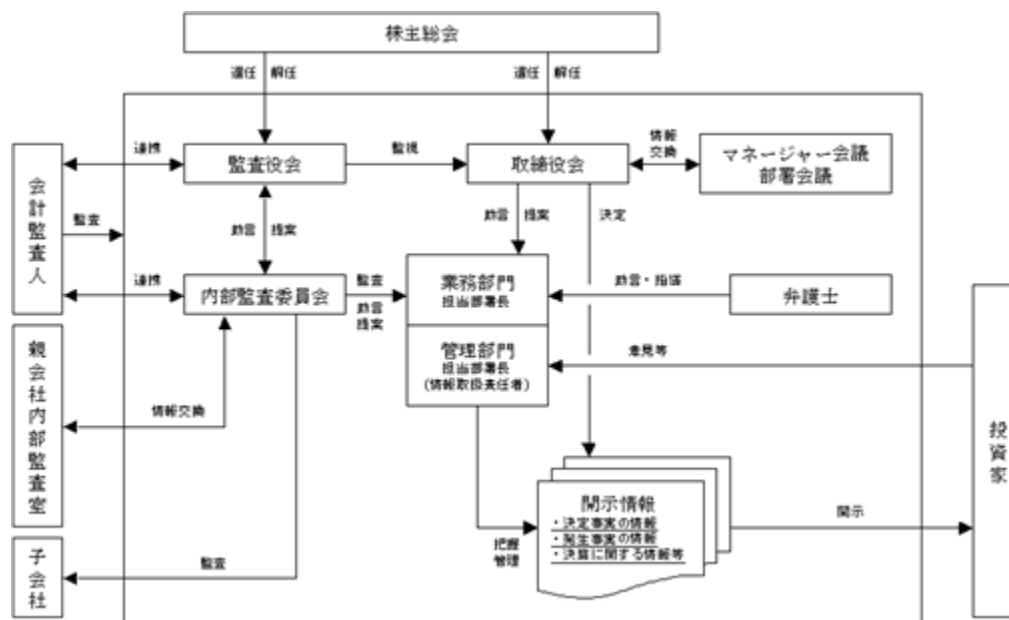 株主総会
選任 解任
選任 解任
会計監査人
連携
監査役会
監視
取締役会
情報
交換
マネージャー会議
部署会議
監査
助言 提案
助言 提案
決定
連携
内部監査委員会
監査
助言
提案
業務部門
担当部署長
助言・指導
弁護士
管理部門
担当部署長
(情報取扱責任者)
意見等
親会社内部監査室
情報交換
投資家
開示情報
・決定事実の情報
・発生事実の情報
・決算に関する情報等
開示
把握
管理
子会社
監査